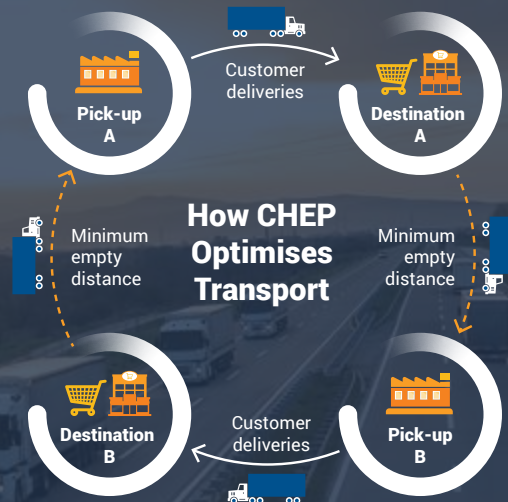 Customer
deliveries
Pick-up
A
Destination
A
Minimum
empty
distance
How CHEP
Optimises
Transport
Minimum
empty
distance
Destination
B
Customer
deliveries
Pick-up
B